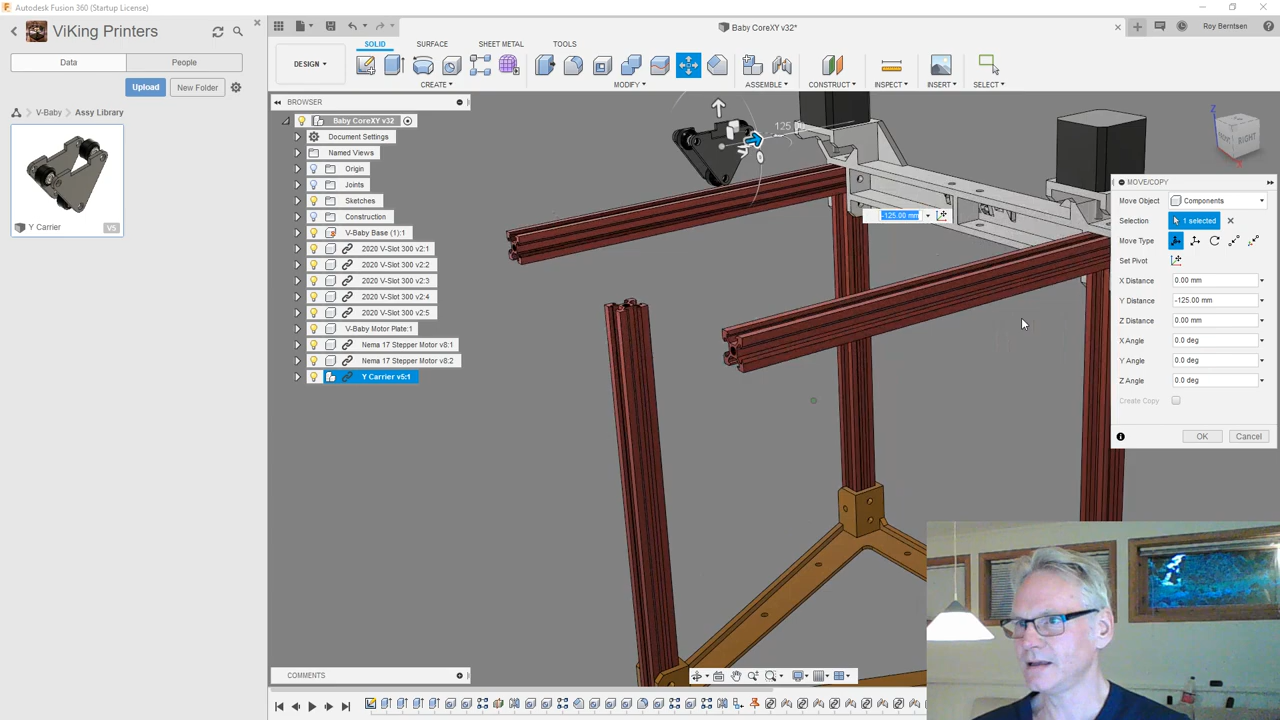 Autodesk Fusion 360 (Startup License)
ViKing Printers
Data
People
Upload
New Folder
V-Baby
Assy Library
Y Carrier
V5
Baby CoreXY v32*
Roy Berntsen
DESIGN
SOLID
SURFACE
SHEET METAL
TOOLS
CREATE
MODIFY
ASSEMBLE
CONSTRUCT
INSPECT
INSERT
SELECT
BROWSER
Baby CoreXY v32
Document Settings
Named Views
Origin
Joints
Sketches
Construction
V-Baby Base (1):1
2020 V-Slot 300 v2:1
2020 V-Slot 300 v2:2
2020 V-Slot 300 v2:3
2020 V-Slot 300 v2:4
2020 V-Slot 300 v2:5
V-Baby Motor Plate:1
Nema 17 Stepper Motor v8:1
Nema 17 Stepper Motor v8:2
Y Carrier v5:1
-125.00 mm
Z
MOVE/COPY
Move Object
Components
Selection
1 selected
Move Type
Set Pivot
X Distance
0.00 mm
Y Distance
-125.00 mm
Z Distance
0.00 mm
X Angle
0.0 deg
Y Angle
0.0 deg
Z Angle
0.0 deg
Create Copy
OK
Cancel
COMMENTS